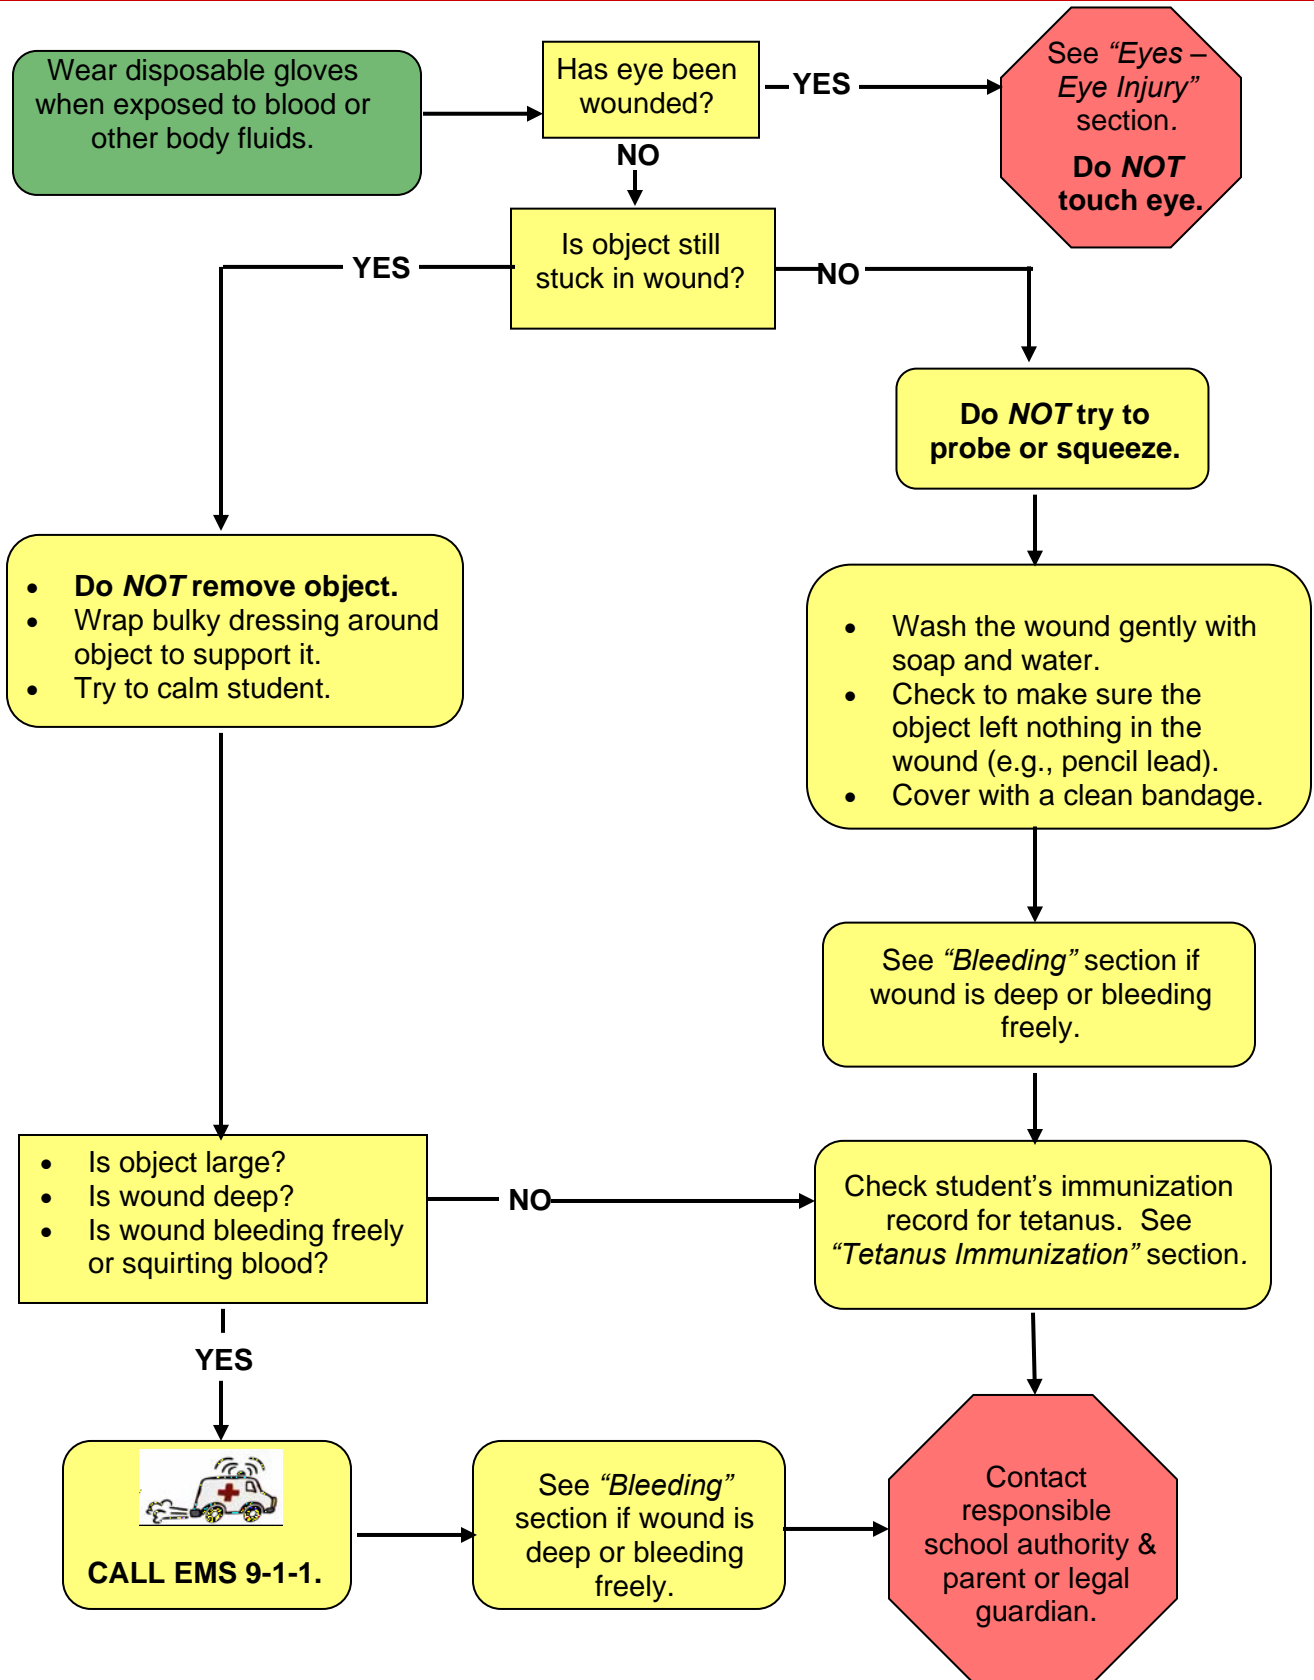 Wear disposable gloves
when exposed to blood or
other body fluids.
Has eye been
wounded?
YES
See “Eyes –
Eye Injury”
section.
Do NOT
touch eye.
NO
Is object still
stuck in wound?
YES
NO
Do NOT try to
probe or squeeze.
• Do NOT remove object.
• Wrap bulky dressing around
object to support it.
• Try to calm student.
• Wash the wound gently with
soap and water.
• Check to make sure the
object left nothing in the
wound (e.g., pencil lead).
• Cover with a clean bandage.
See “Bleeding” section if
wound is deep or bleeding
freely.
• Is object large?
• Is wound deep?
• Is wound bleeding freely
or squirting blood?
NO
Check student’s immunization
record for tetanus. See
“Tetanus Immunization” section.
YES
CALL EMS 9-1-1.
See “Bleeding”
section if wound is
deep or bleeding
freely.
Contact
responsible
school authority &
parent or legal
guardian.